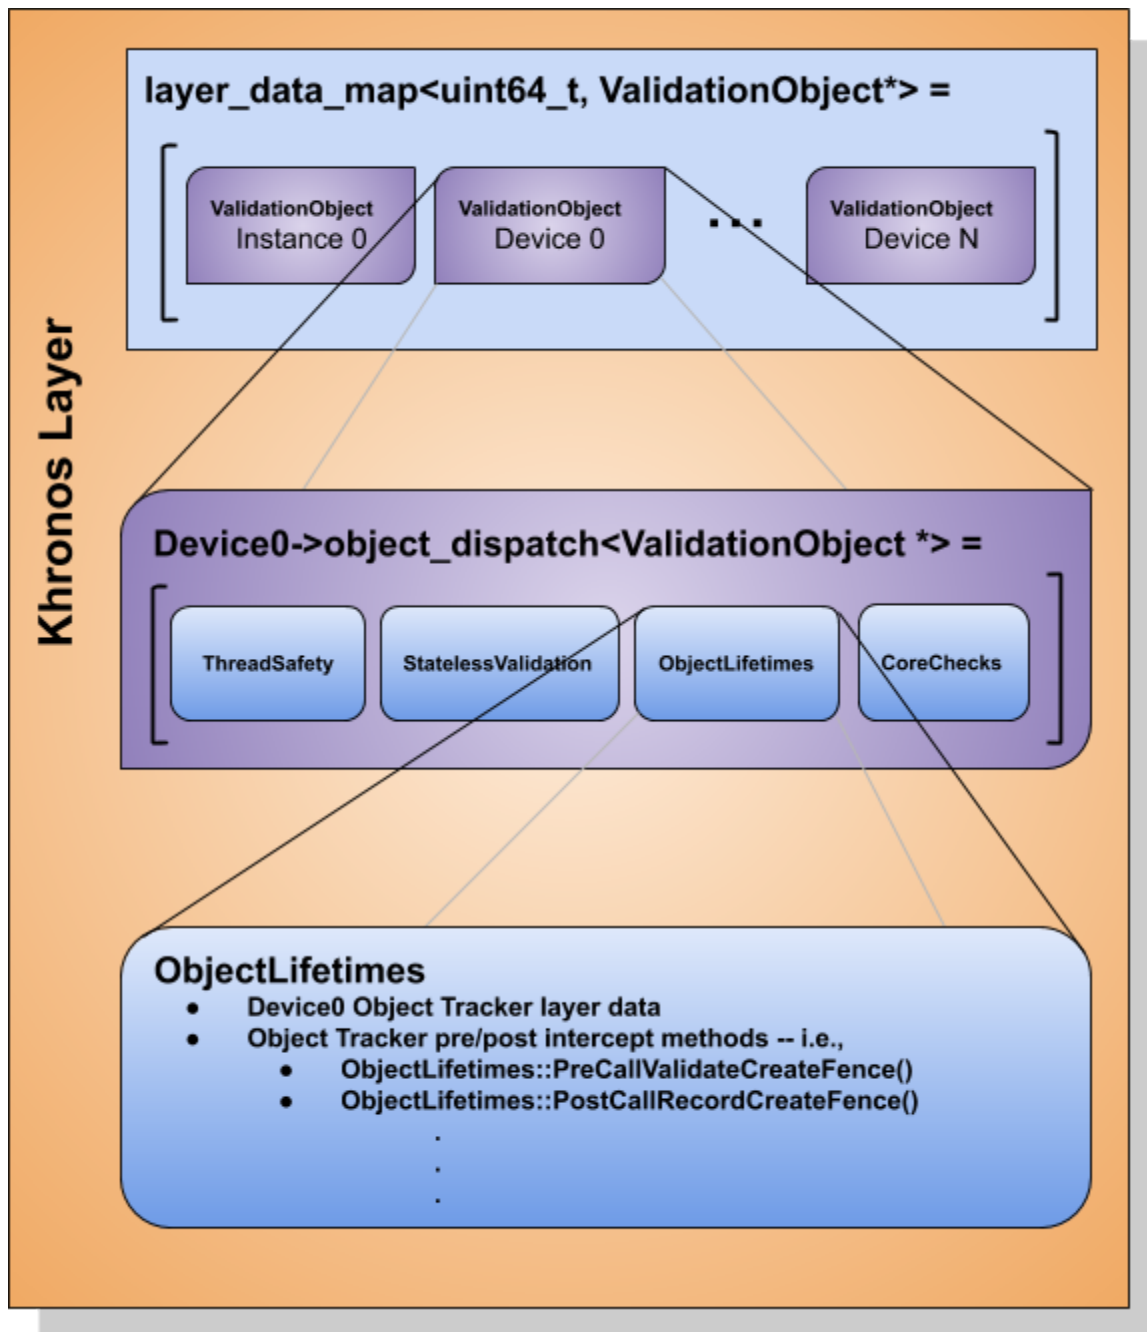 Khronos Layer
layer_data_map<uint64_t, ValidationObject*> =
ValidationObject
Instance 0
ValidationObject
Device 0
...
ValidationObject
Device N
Device0->object_dispatch<ValidationObject *> =
ThreadSafety
StatelessValidation
ObjectLifetimes
CoreChecks
ObjectLifetimes
● Device0 Object Tracker layer data
● Object Tracker pre/post intercept methods -- i.e.,
● ObjectLifetimes::PreCallValidateCreateFence()
● ObjectLifetimes::PostCallRecordCreateFence()
.
.
.